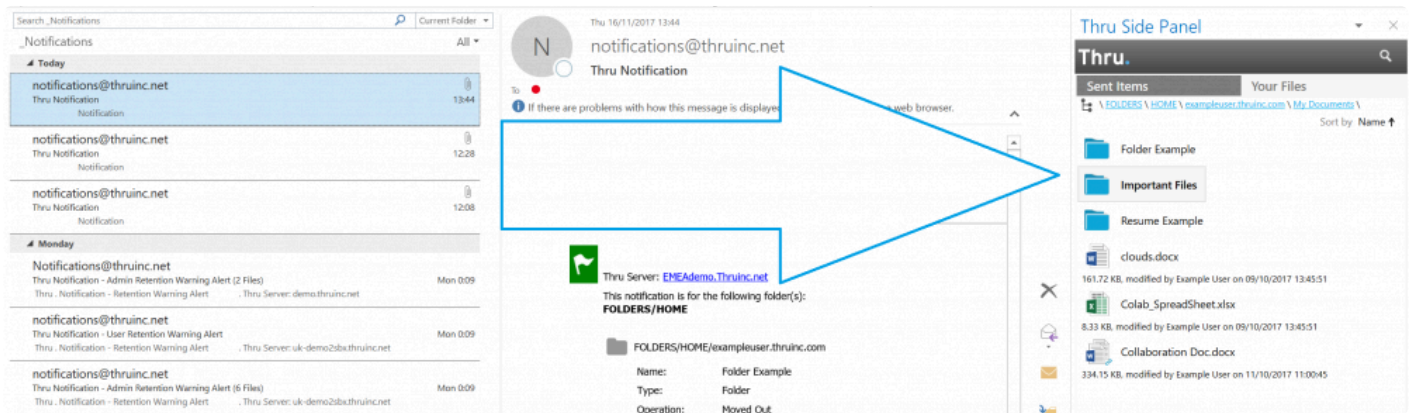 Search _Notifications
Current Folder
_Notifications
All
Today
notifications@thruinc.net
Thru Notification
13:44
Notification
notifications@thruinc.net
Thru Notification
12:28
Notification
notifications@thruinc.net
Thru Notification
12:08
Notification
Monday
Notifications@thruinc.net
Thru Notification - Admin Retention Warning Alert (2 Files)
Mon 0:09
Thru . Notification - Retention Warning Alert . Thru Server: demo.thruinc.net
notifications@thruinc.net
Thru Notification - User Retention Warning Alert
Mon 0:09
Thru . Notification - Retention Warning Alert . Thru Server: uk-demo2sbx.thruinc.net
notifications@thruinc.net
Thru Notification - Admin Retention Warning Alert (6 Files)
Mon 0:09
Thru . Notification - Retention Warning Alert . Thru Server: uk-demo2sbx.thruinc.net
Thu 16/11/2017 13:44
N
notifications@thruinc.net
Thru Notification
To
If there are problems with how this message is displayed web browser.
Thru Server: EMEAdemo.Thruinc.net
This notification is for the following folder(s):
FOLDERS/HOME
FOLDERS/HOME/exampleuser.thruinc.com
Name: Folder Example
Type: Folder
Operation: Moved Out
Thru Side Panel
Thru.
Sent Items Your Files
\ FOLDERS \ HOME \ exampleuser.thruinc.com \ My Documents \
Sort by Name
Folder Example
Important Files
Resume Example
clouds.docx
161.72 KB, modified by Example User on 09/10/2017 13:45:51
Colab_SpreadSheet.xlsx
8.33 KB, modified by Example User on 09/10/2017 13:45:51
Collaboration Doc.docx
334.15 KB, modified by Example User on 11/10/2017 11:00:45